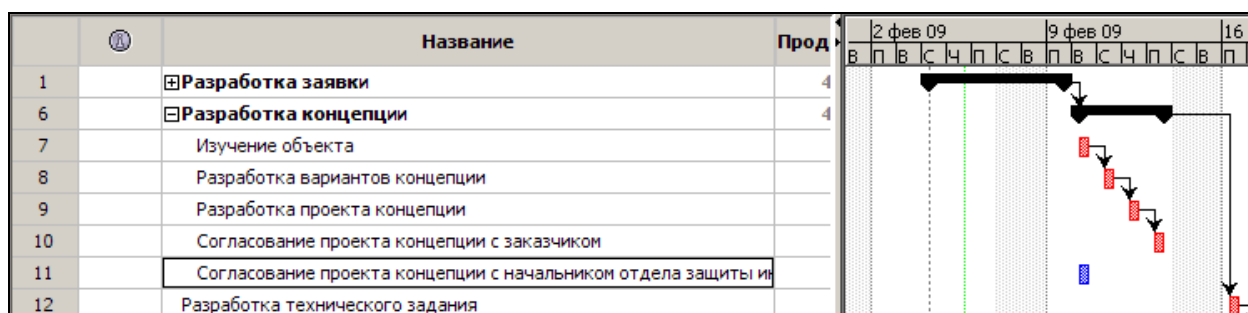 Название Прод 2 фев 09 9 фев 09 16
В П В С Ч П С В П В С Ч П С В П
1 Разработка заявки 4
6 Разработка концепции 4
7 Изучение объекта
8 Разработка вариантов концепции
9 Разработка проекта концепции
10 Согласование проекта концепции с заказчиком
11 Согласование проекта концепции с начальником отдела защиты ин
12 Разработка технического задания